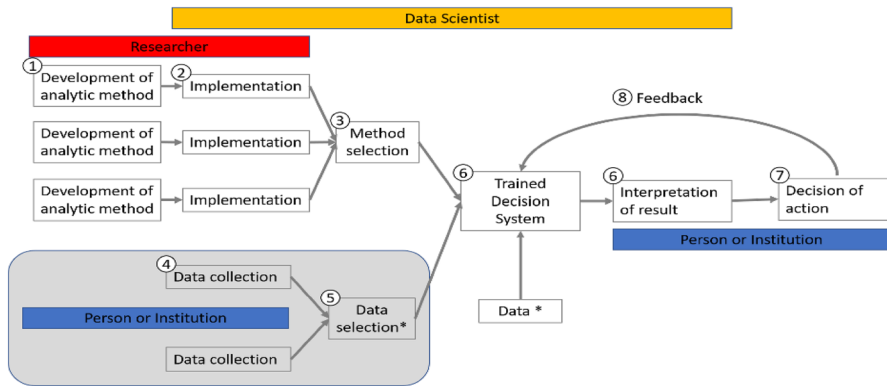 Data Scientist
Researcher
1
Development of
analytic method
2
Implementation
Development of
analytic method
Implementation
Development of
analytic method
Implementation
3
Method
selection
8 Feedback
6
Trained
Decision
System
6
Interpretation
of result
7
Decision of
action
Person or Institution
4
Data collection
Person or Institution
5
Data
selection*
Data collection
Data *